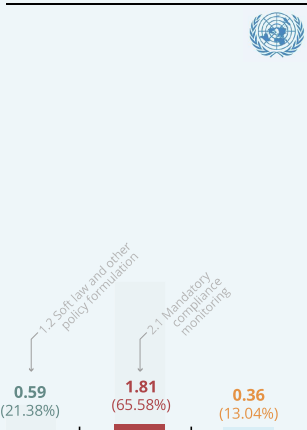 1.2 Soft law and other
policy formulation
2.1 Mandatory
compliance
monitoring
0.59
(21.38%)
1.81
(65.58%)
0.36
(13.04%)